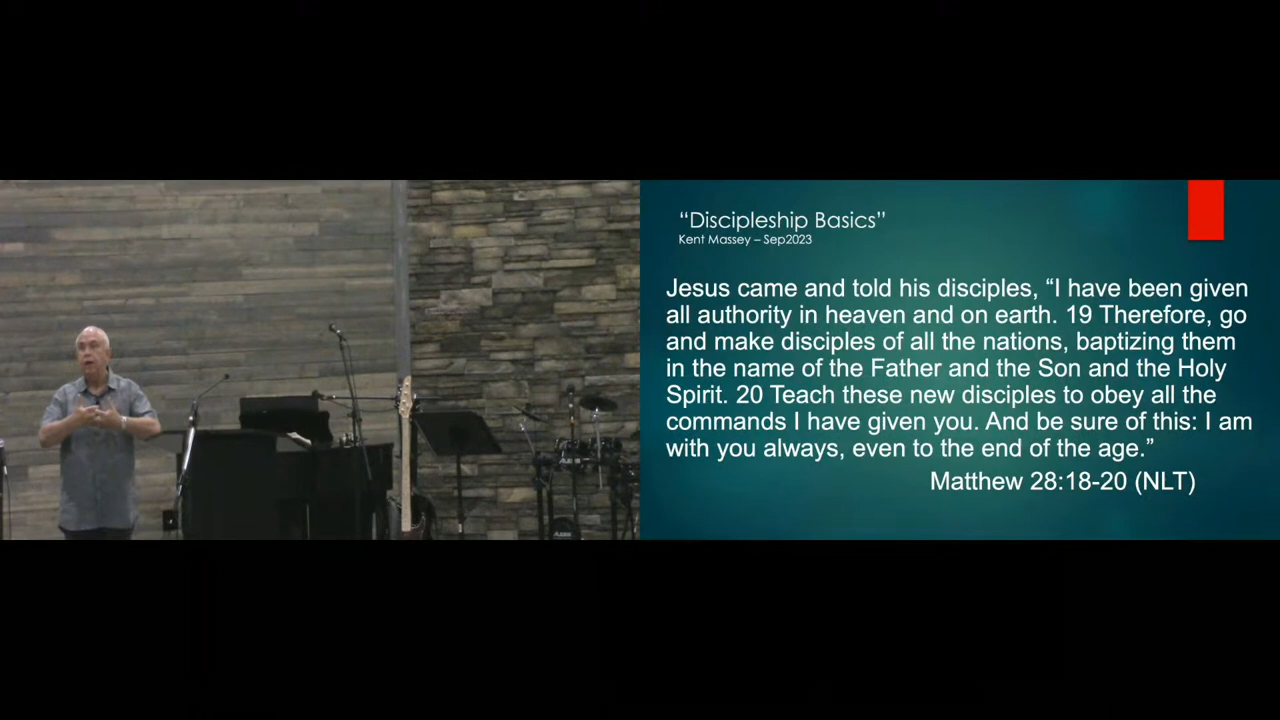 “Discipleship Basics”
Kent Massey – Sep2023
Jesus came and told his disciples, “I have been given
all authority in heaven and on earth. 19 Therefore, go
and make disciples of all the nations, baptizing them
in the name of the Father and the Son and the Holy
Spirit. 20 Teach these new disciples to obey all the
commands I have given you. And be sure of this: I am
with you always, even to the end of the age.”
Matthew 28:18-20 (NLT)
ALESIS